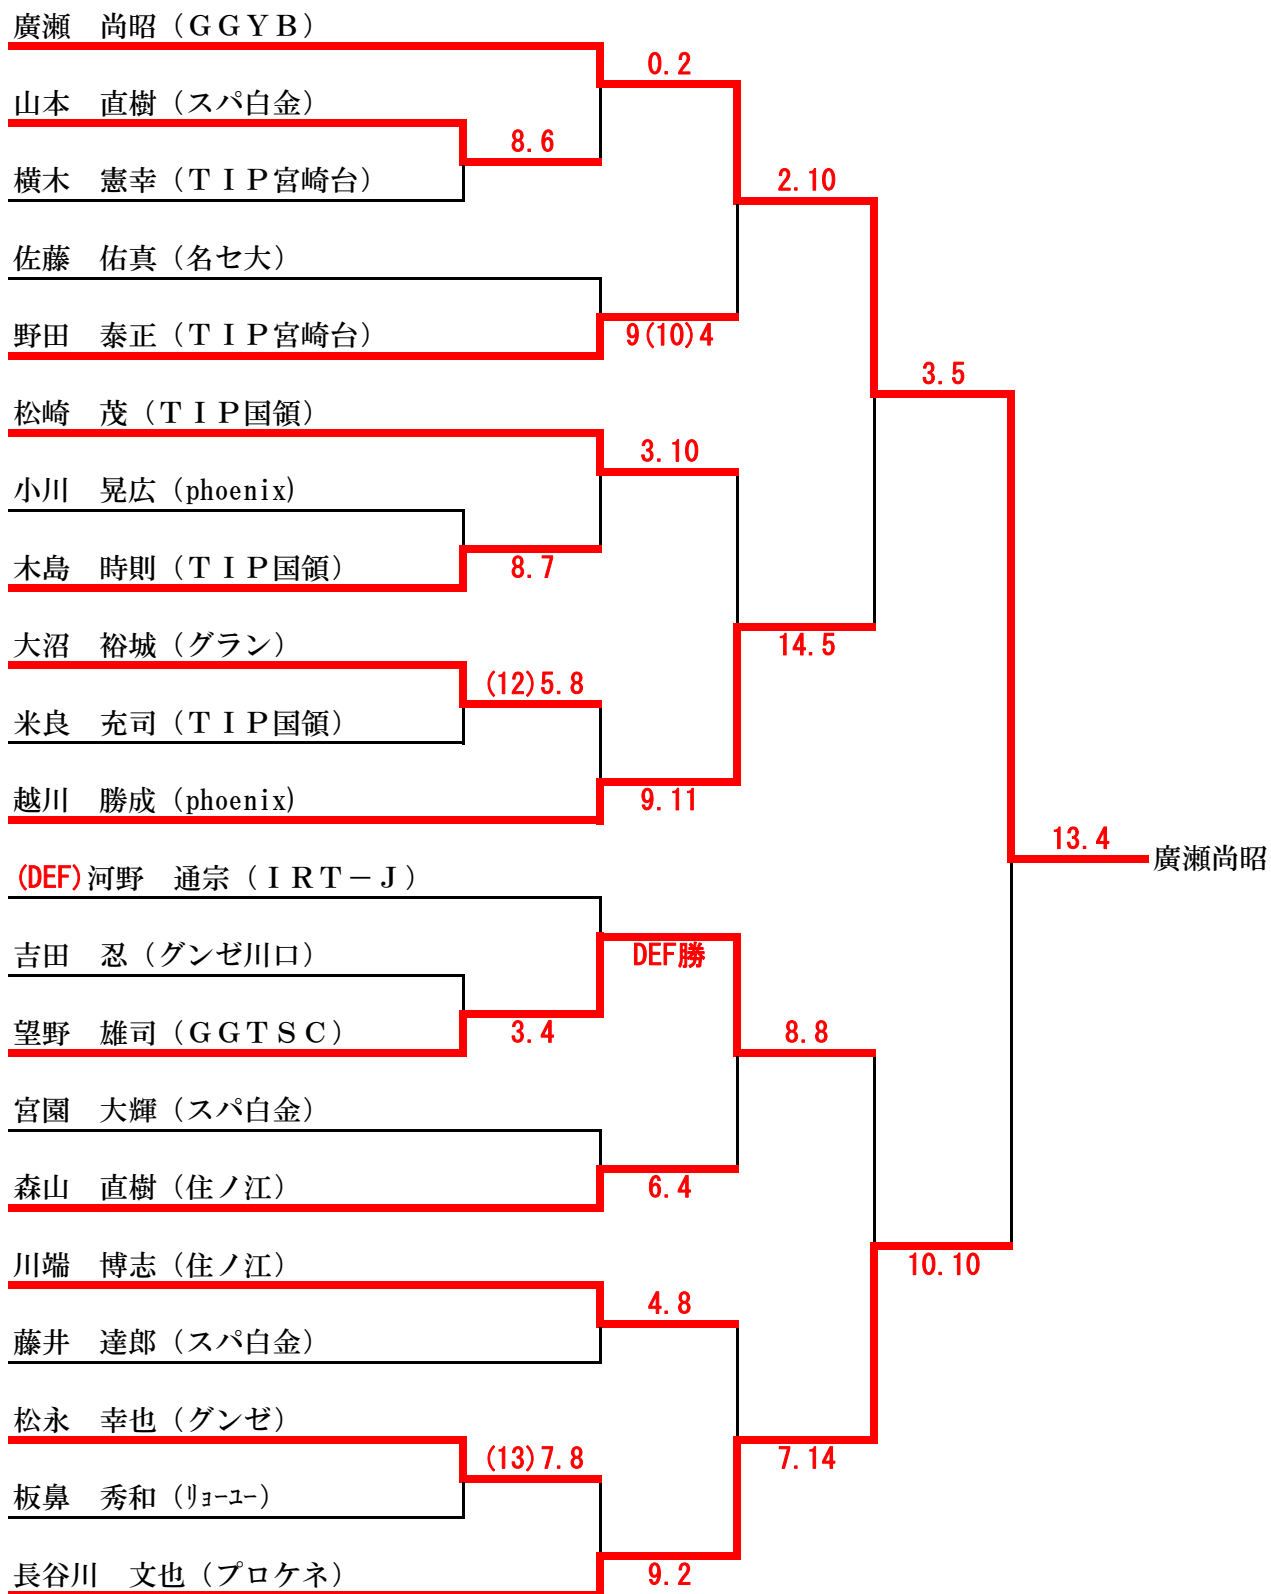 廣瀬　尚昭（ＧＧＹＢ）
0.2
山本　直樹（スパ白金）
8.6
横木　憲幸（ＴＩＰ宮崎台）
2.10
佐藤　佑真（名セ大）
野田　泰正（ＴＩＰ宮崎台）
9(10)4
3.5
松崎　茂（ＴＩＰ国領）
3.10
小川　晃広（phoenix）
木島　時則（ＴＩＰ国領）
8.7
大沼　裕城（グラン）
14.5
(12)5.8
米良　充司（ＴＩＰ国領）
越川　勝成（phoenix）
9.11
13.4
廣瀬尚昭
(DEF)河野　通宗（ＩＲＴ－Ｊ）
DEF勝
吉田　忍（グンゼ川口）
望野　雄司（ＧＧＴＳＣ）
3.4
8.8
宮園　大輝（スパ白金）
森山　直樹（住ノ江）
6.4
川端　博志（住ノ江）
10.10
4.8
藤井　達郎（スパ白金）
松永　幸也（グンゼ）
(13)7.8
7.14
板鼻　秀和（ﾘｮｰﾕｰ）
長谷川　文也（プロケネ）
9.2